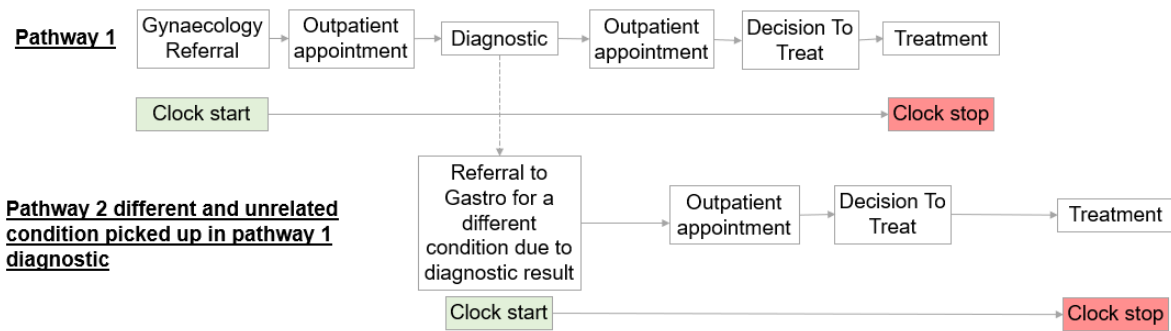 Pathway 1
Gynaecology
Referral
Outpatient
appointment
Diagnostic
Outpatient
appointment
Decision To
Treat
Treatment
Clock start
Clock stop
Pathway 2 different and unrelated
condition picked up in pathway 1
diagnostic
Referral to
Gastro for a
different
condition due to
diagnostic result
Outpatient
appointment
Decision To
Treat
Treatment
Clock start
Clock stop